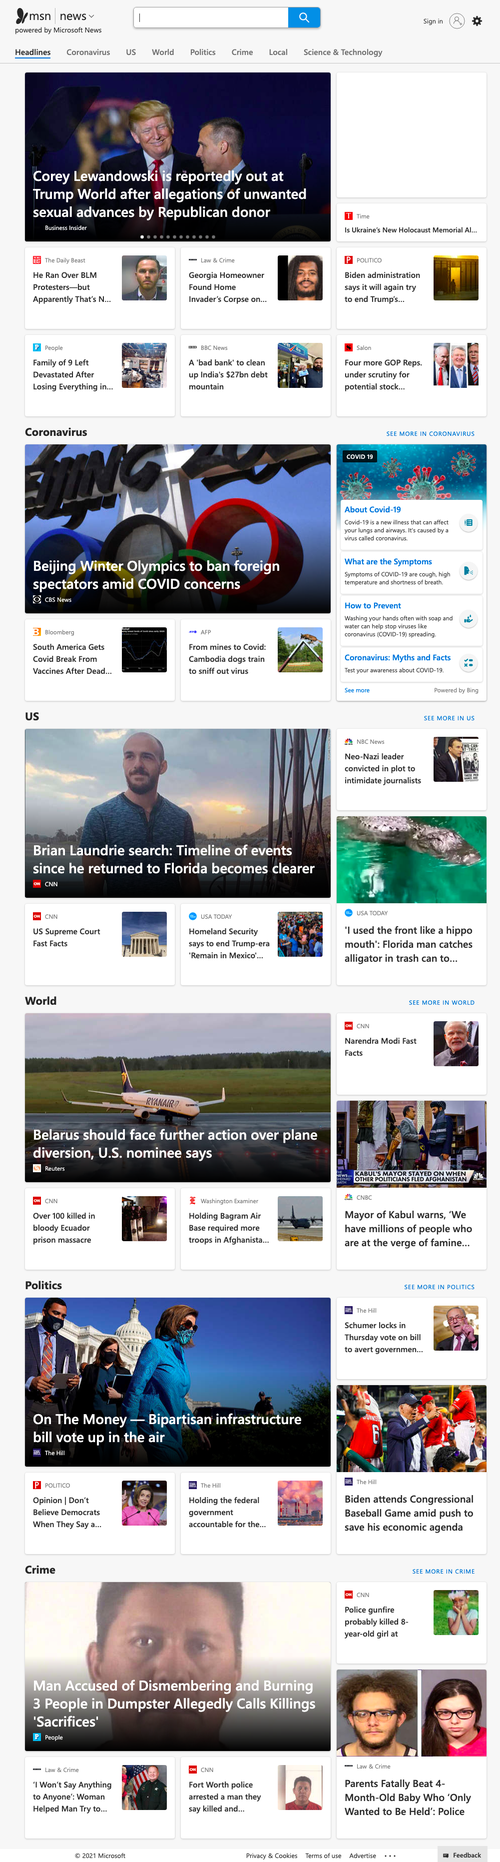 msn | news
powered by Microsoft News
Sign in
Headlines Coronavirus US World Politics Crime Local Science & Technology
Corey Lewandowski is reportedly out at
Trump World after allegations of unwanted
sexual advances by Republican donor
Business Insider
Time
Is Ukraine's New Holocaust Memorial Al...
The Daily Beast
He Ran Over BLM
Protesters—but
Apparently That's N...
Law & Crime
Georgia Homeowner
Found Home
Invader's Corpse on...
POLITICO
Biden administration
says it will again try
to end Trump's...
People
Family of 9 Left
Devastated After
Losing Everything in...
BBC News
A 'bad bank' to clean
up India's $27bn debt
mountain
Salon
Four more GOP Reps.
under scrutiny for
potential stock...
Coronavirus
SEE MORE IN CORONAVIRUS
Beijing Winter Olympics to ban foreign
spectators amid COVID concerns
CBS News
COVID 19
About Covid-19
Covid-19 is a new illness that can affect
your lungs and airways. It's caused by a
virus called coronavirus.
What are the Symptoms
Symptoms of COVID-19 are cough, high
temperature and shortness of breath.
How to Prevent
Washing your hands often with soap and
water can help stop viruses like
coronavirus (COVID-19) spreading.
Coronavirus: Myths and Facts
Test your awareness about COVID-19.
See more
Powered by Bing
Bloomberg
South America Gets
Covid Break From
Vaccines After Dead...
AFP
From mines to Covid:
Cambodia dogs train
to sniff out virus
US
SEE MORE IN US
Brian Laundrie search: Timeline of events
since he returned to Florida becomes clearer
CNN
NBC News
Neo-Nazi leader
convicted in plot to
intimidate journalists
USA TODAY
'I used the front like a hippo
mouth': Florida man catches
alligator in trash can to...
CNN
US Supreme Court
Fast Facts
USA TODAY
Homeland Security
says to end Trump-era
'Remain in Mexico'...
World
SEE MORE IN WORLD
RYANAIR
Belarus should face further action over plane
diversion, U.S. nominee says
Reuters
CNN
Narendra Modi Fast
Facts
KABUL'S MAYOR STAYED ON WHEN
OTHER POLITICIANS FLED AFGHANISTAN
CNBC
Mayor of Kabul warns, 'We
have millions of people who
are at the verge of famine...
CNN
Over 100 killed in
bloody Ecuador
prison massacre
Washington Examiner
Holding Bagram Air
Base required more
troops in Afghanista...
Politics
SEE MORE IN POLITICS
On The Money — Bipartisan infrastructure
bill vote up in the air
The Hill
The Hill
Schumer locks in
Thursday vote on bill
to avert governmen...
The Hill
Biden attends Congressional
Baseball Game amid push to
save his economic agenda
POLITICO
Opinion | Don't
Believe Democrats
When They Say a...
The Hill
Holding the federal
government
accountable for the...
Crime
SEE MORE IN CRIME
Man Accused of Dismembering and Burning
3 People in Dumpster Allegedly Calls Killings
'Sacrifices'
People
CNN
Police gunfire
probably killed 8-
year-old girl at
Law & Crime
Parents Fatally Beat 4-
Month-Old Baby Who 'Only
Wanted to Be Held': Police
Law & Crime
'I Won't Say Anything
to Anyone': Woman
Helped Man Try to...
CNN
Fort Worth police
arrested a man they
say killed and...
© 2021 Microsoft
Privacy & Cookies Terms of use Advertise ...
Feedback